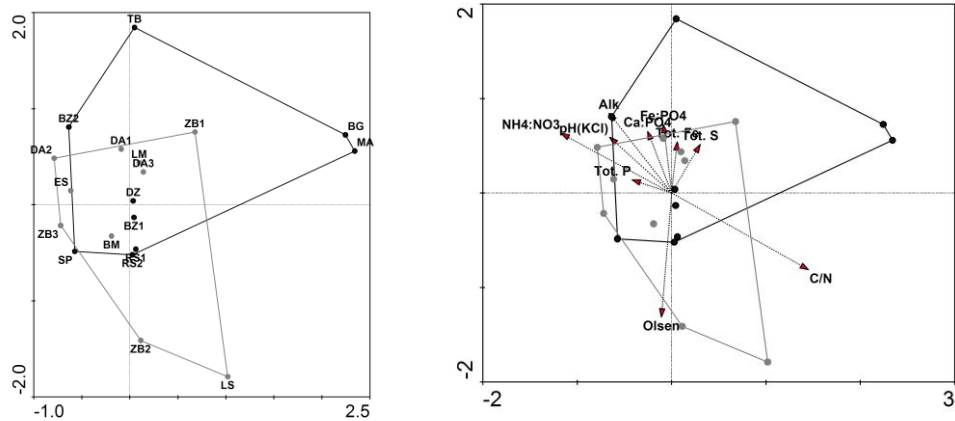 2.0
TB
BZ2
DA1
ZB1
DA2
LM
DA3
BG
MA
ES
DZ
ZB3
BZ1
BM
SP
RS1
RS2
ZB2
LS
-2.0
-1.0
2.5
2
Alk
Fe:PO4
Ca:PO4
NH4:NO3
pH(KCl)
Tot. Fe
Tot. S
Tot. P
C/N
Olsen
-2
-2
3